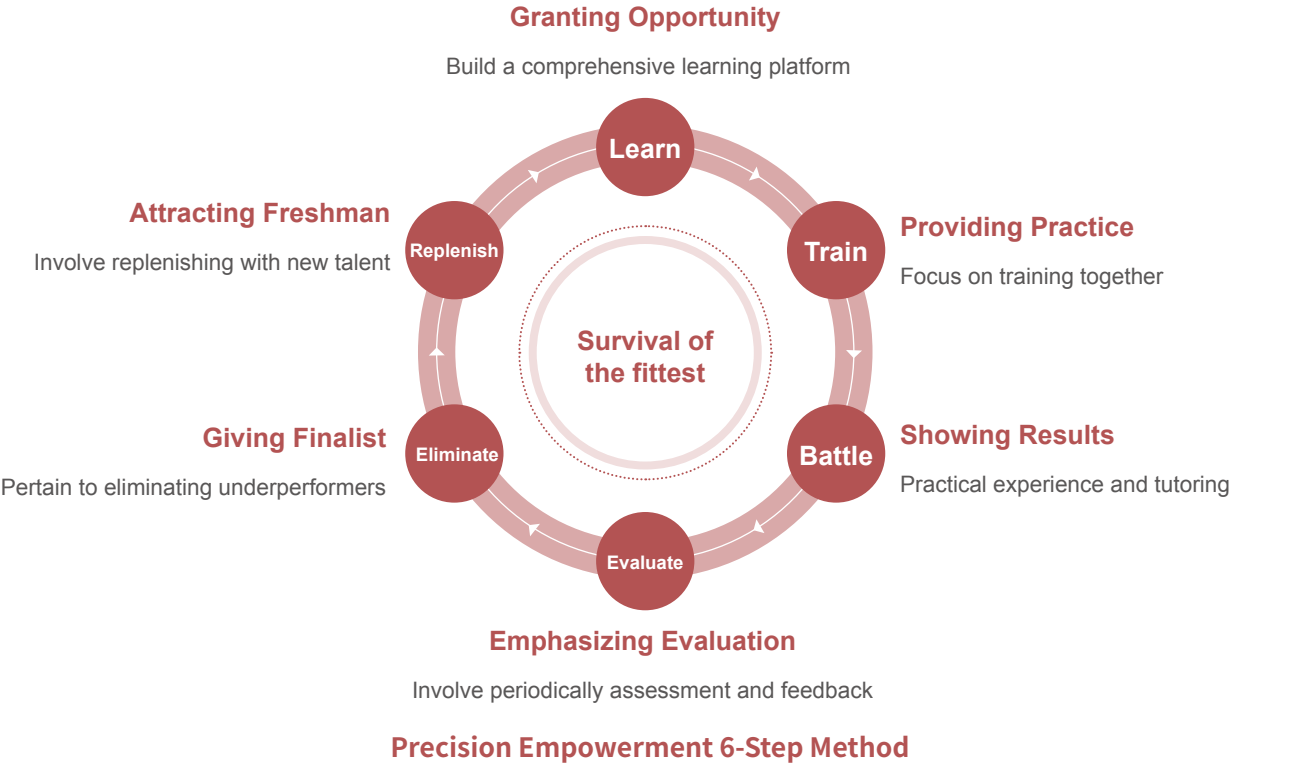 Granting Opportunity
Build a comprehensive learning platform
Learn
Attracting Freshman
Involve replenishing with new talent
Replenish
Train
Providing Practice
Focus on training together
Survival of
the fittest
Giving Finalist
Pertain to eliminating underperformers
Eliminate
Battle
Showing Results
Practical experience and tutoring
Evaluate
Emphasizing Evaluation
Involve periodically assessment and feedback
Precision Empowerment 6-Step Method